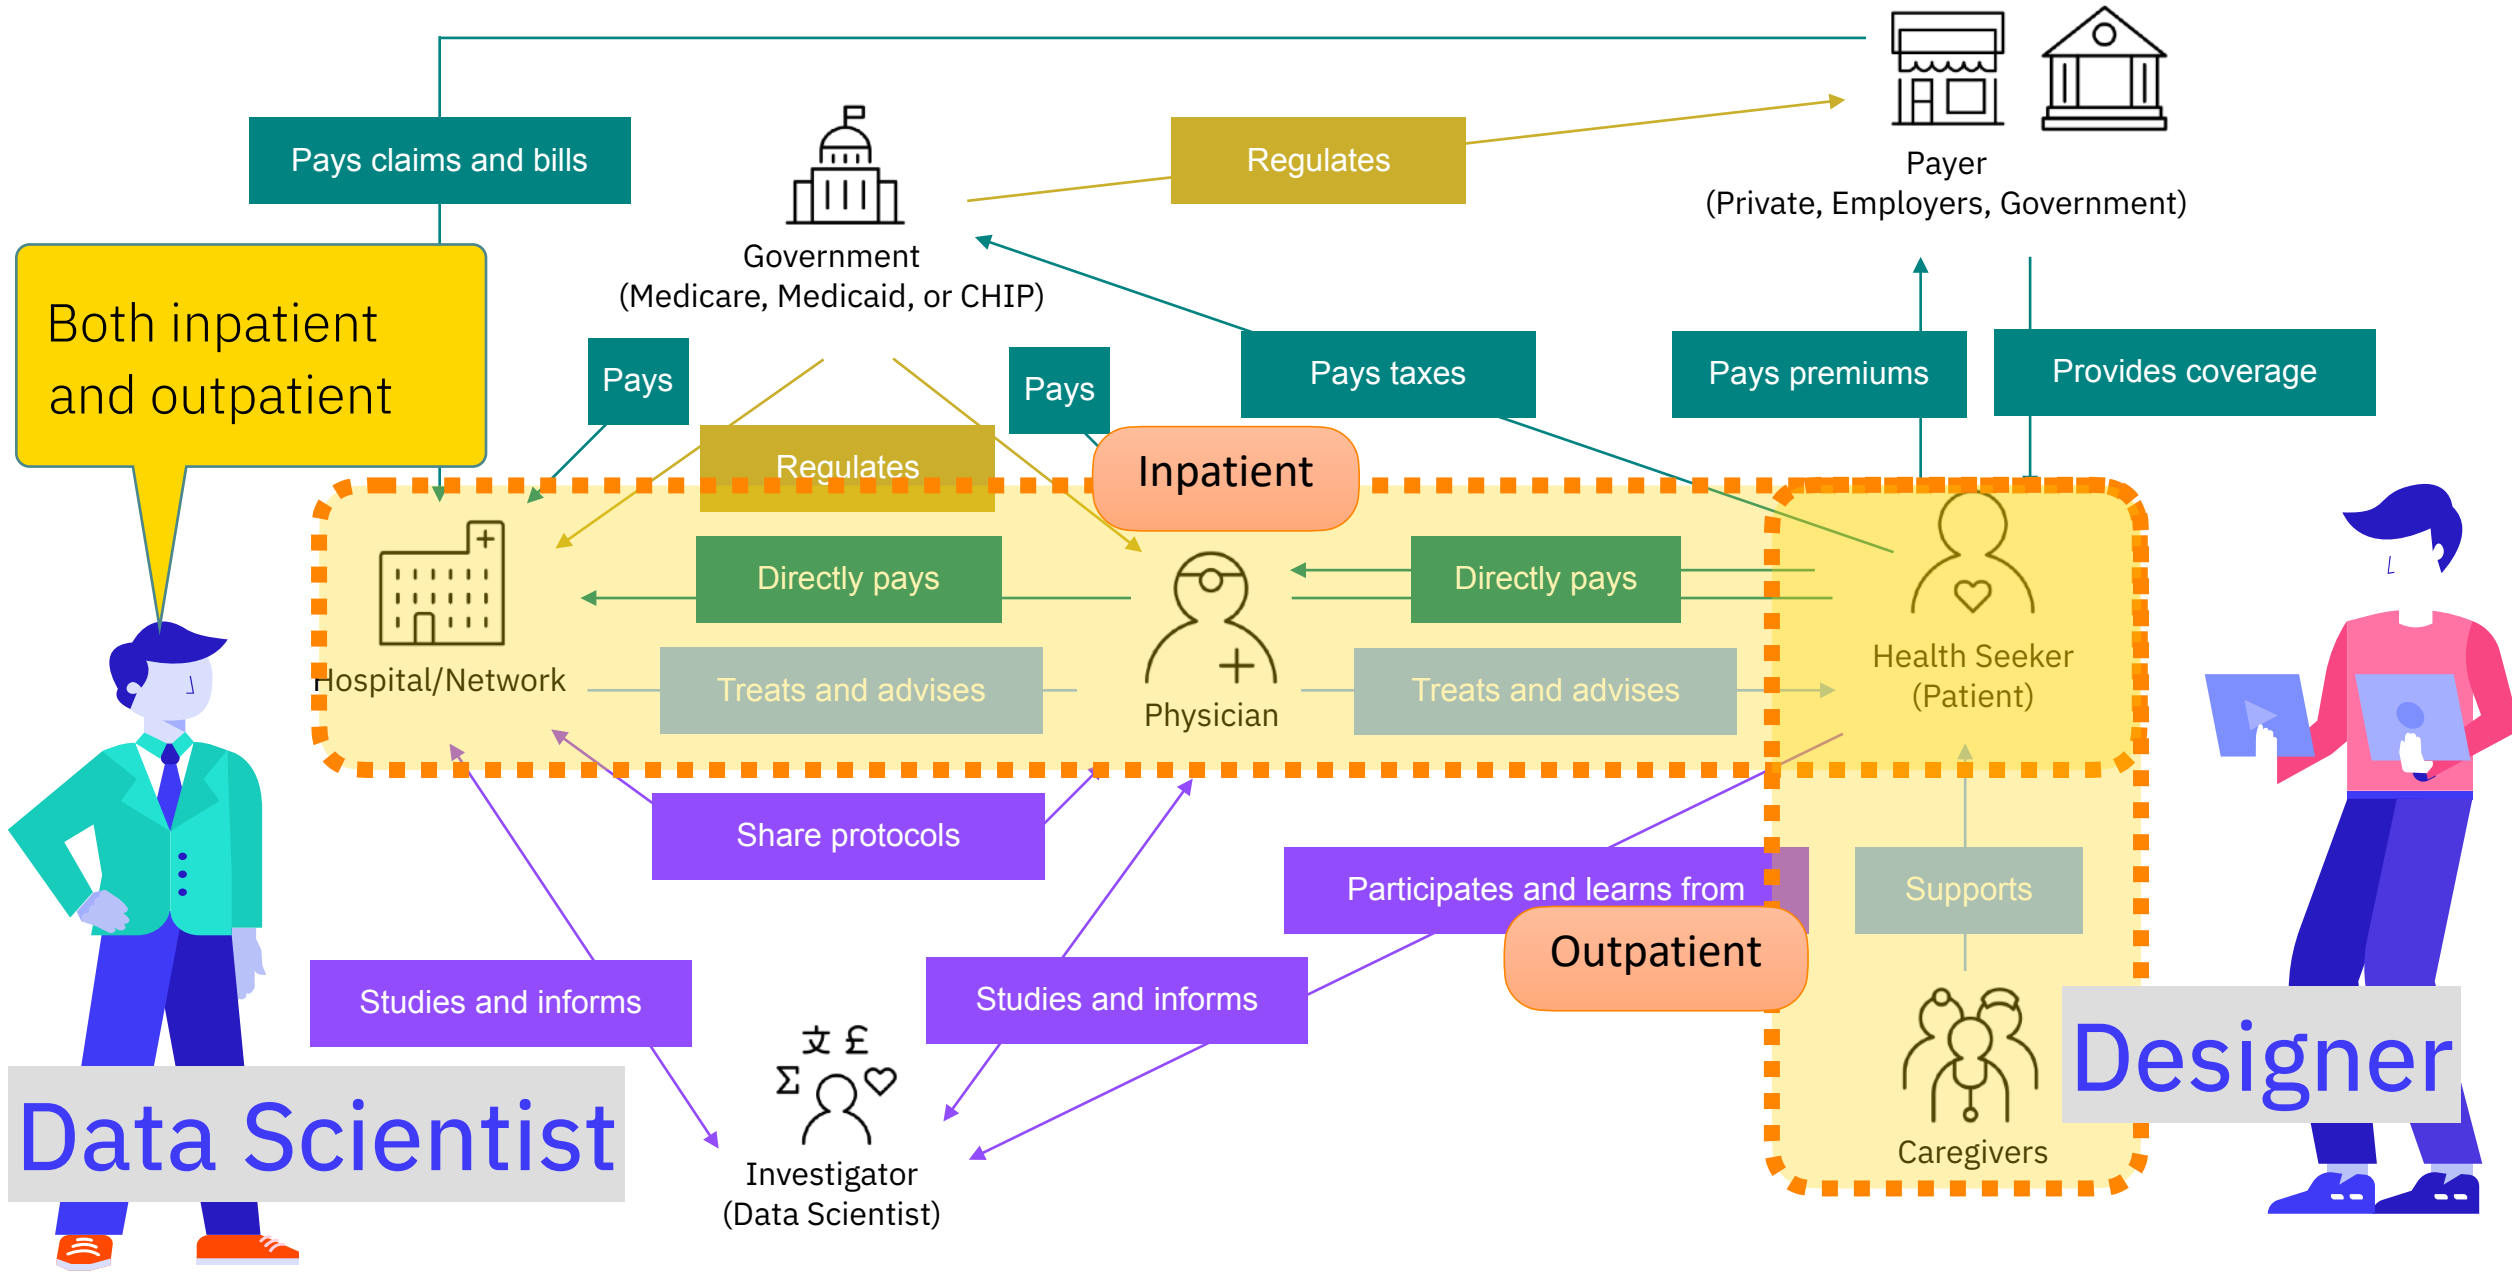 Pays claims and bills
Regulates
Payer
(Private, Employers, Government)
Government
(Medicare, Medicaid, or CHIP)
Both inpatient
and outpatient
Pays
Pays
Pays taxes
Pays premiums
Provides coverage
Regulates
Inpatient
Directly pays
Directly pays
Hospital/Network
Treats and advises
Physician
Treats and advises
Health Seeker
(Patient)
Share protocols
Participates and learns from
Supports
Outpatient
Studies and informs
Studies and informs
文 £
Σ
Designer
Data Scientist
Caregivers
Investigator
(Data Scientist)